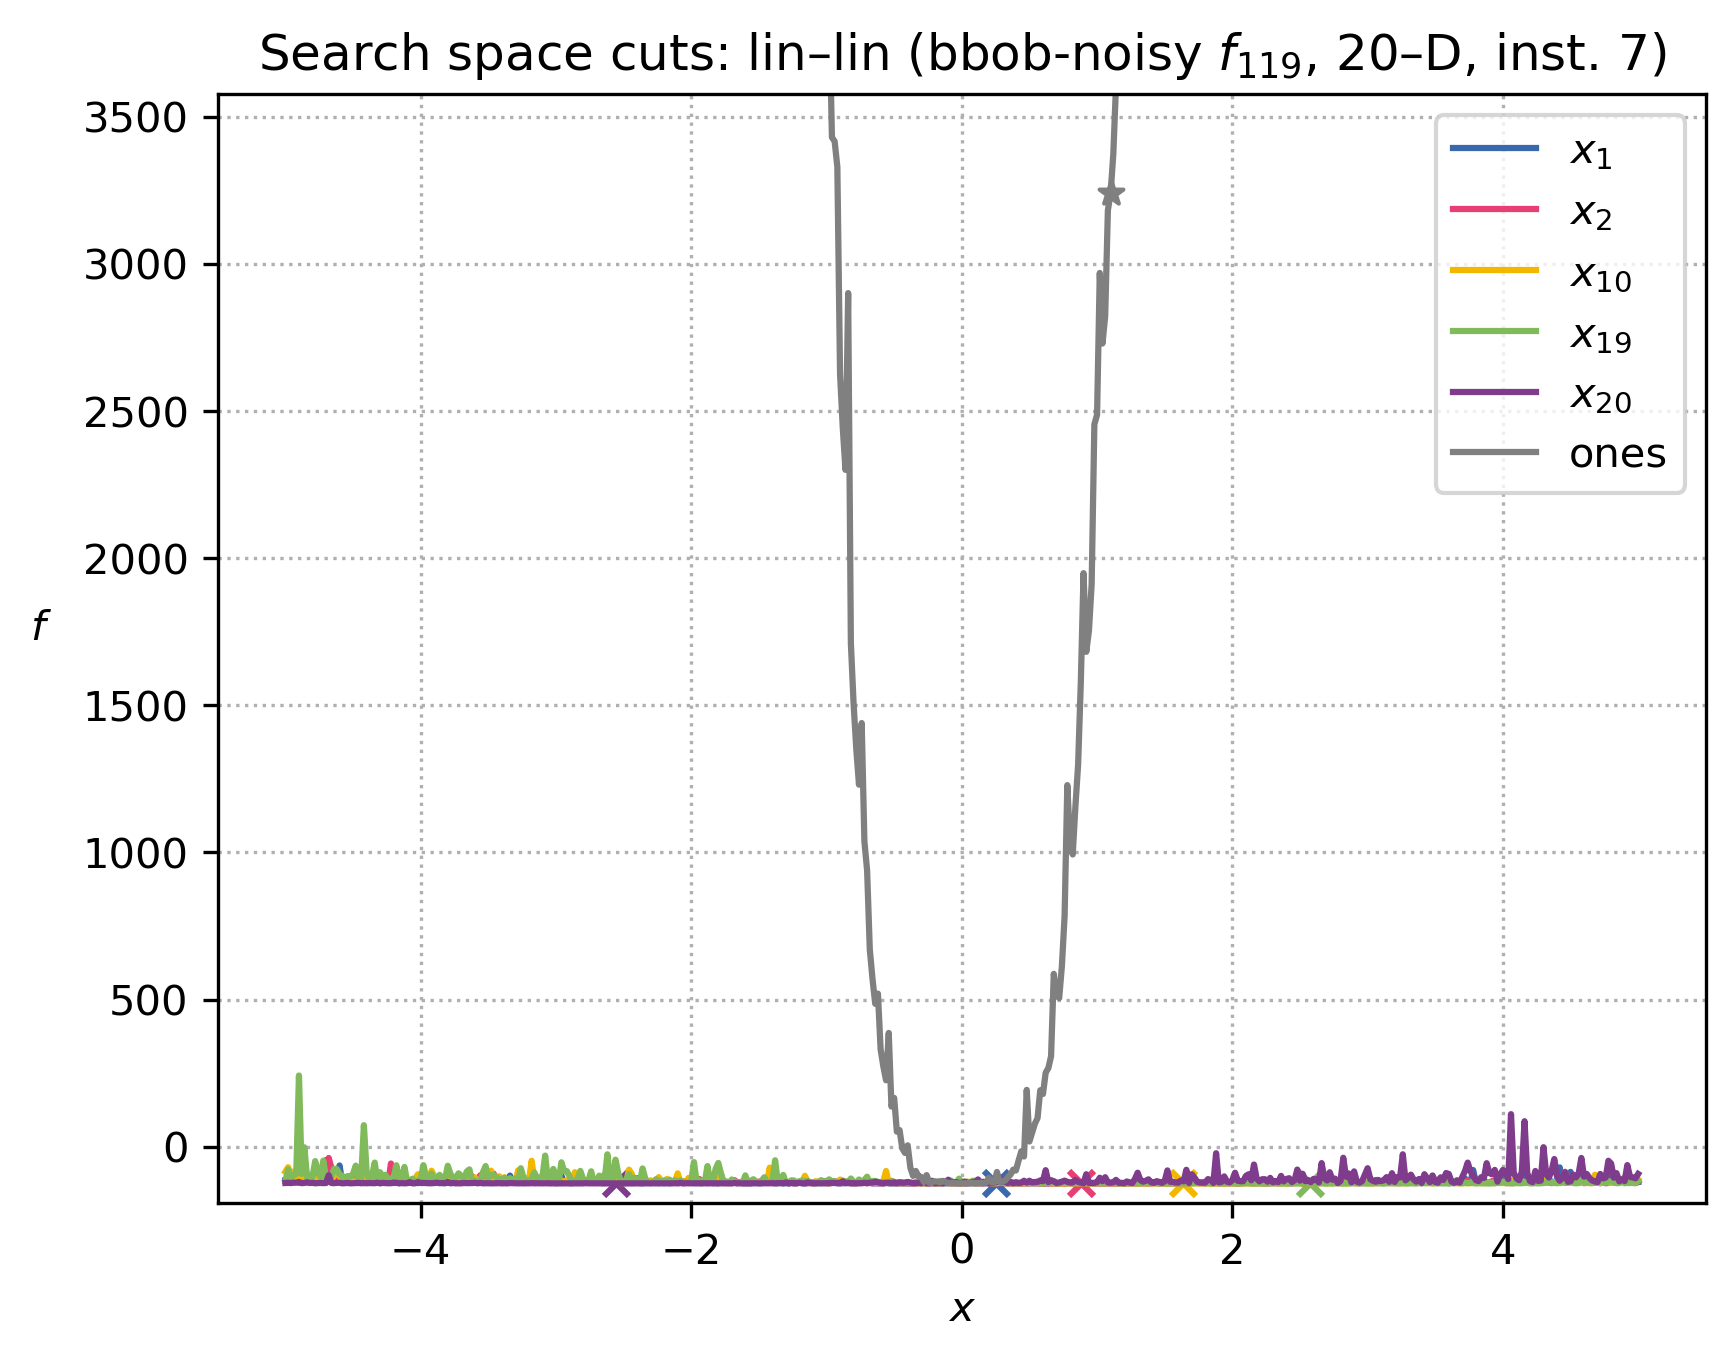 Search space cuts: lin–lin (bbob-noisy f119, 20–D, inst. 7)
3500
3000
2500
2000
1500
1000
500
0
f
−4 −2 0 2 4
x
x1
x2
x10
x19
x20
ones